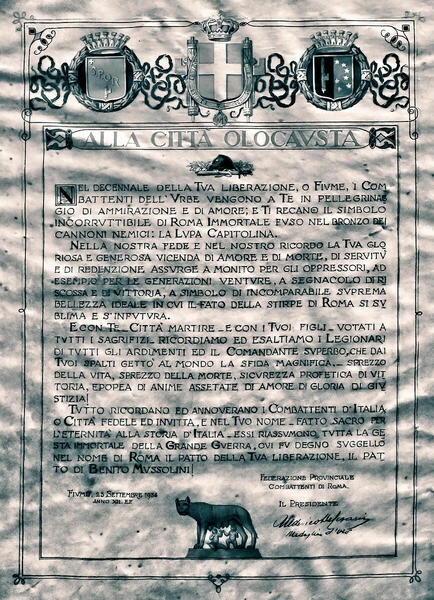 SPQR
ALLA CITTÀ OLOCAVSTA
NEL DECENNALE DELLA TVA LIBERAZIONE, O FIVME, I COM
BATTENTI DELL'VRBE VENGONO A TE IN PELLEGRINAG
GIO DI AMMIRAZIONE E DI AMORE; E TI RECANO IL SIMBOLO
INCORRVTTIBILE DI ROMA IMMORTALE FVSO NEL BRONZO DEI
CANNONI NEMICI: LA LVPA CAPITOLINA.
NELLA NOSTRA FEDE E NEL NOSTRO RICORDO LA TVA GLO
RIOSA E GENEROSA VICENDA DI AMORE E DI MORTE, DI SERVITV
E DI REDENZIONE, ASSVRGE A MONITO PER GLI OPPRESSORI, AD
ESEMPIO PER LE GENERAZIONI VENTVRE, A SEGNACOLO DI RI
SCOSSA E DI VITTORIA, A SIMBOLO DI INCOMPARABILE SVPREMA
BELLEZZA IDEALE IN CVI IL FATO DELLA STIRPE DI ROMA SI SV
BLIMA E S'INFVTVRA.
E CON TE _ CITTÀ MARTIRE _ E CON I TVOI FIGLI _ VOTATI A
TVTTI I SACRIFIZI _ RICORDIAMO ED ESALTIAMO I LEGIONARI
DI TVTTI GLI ARDIMENTI ED IL COMANDANTE SVPERBO, CHE DAI
TVOI SPALTI GETTÒ AL MONDO LA SFIDA MAGNIFICA _ SPREZZO
DELLA VITA, SPREZZO DELLA MORTE, SICVREZZA PROFETICA DI VIT
TORIA, EPOPEA DI ANIME ASSETATE DI AMORE DI GLORIA DI GIV
STIZIA!
TVTTO RICORDANO ED ANNOVERANO I COMBATTENTI D'ITALIA
O CITTÀ FEDELE ED INVITTA, E NEL TVO NOME _ FATTO SACRO PER
L'ETERNITÀ ALLA STORIA D'ITALIA _ ESSI RIASSVMONO TVTTA LA GE
STA IMMORTALE DELLA GRANDE GVERRA, CVI FV DEGNO SVGGELLO
NEL NOME DI ROMA IL PATTO DELLA TVA LIBERAZIONE, IL PAT
TO DI BENITO MVSSOLINI!
FEDERAZIONE PROVINCIALE
COMBATTENTI DI ROMA.
FIVME, 23 SETTEMBRE 1934
ANNO XII. E.F.
IL PRESIDENTE
Medaglia d'oro